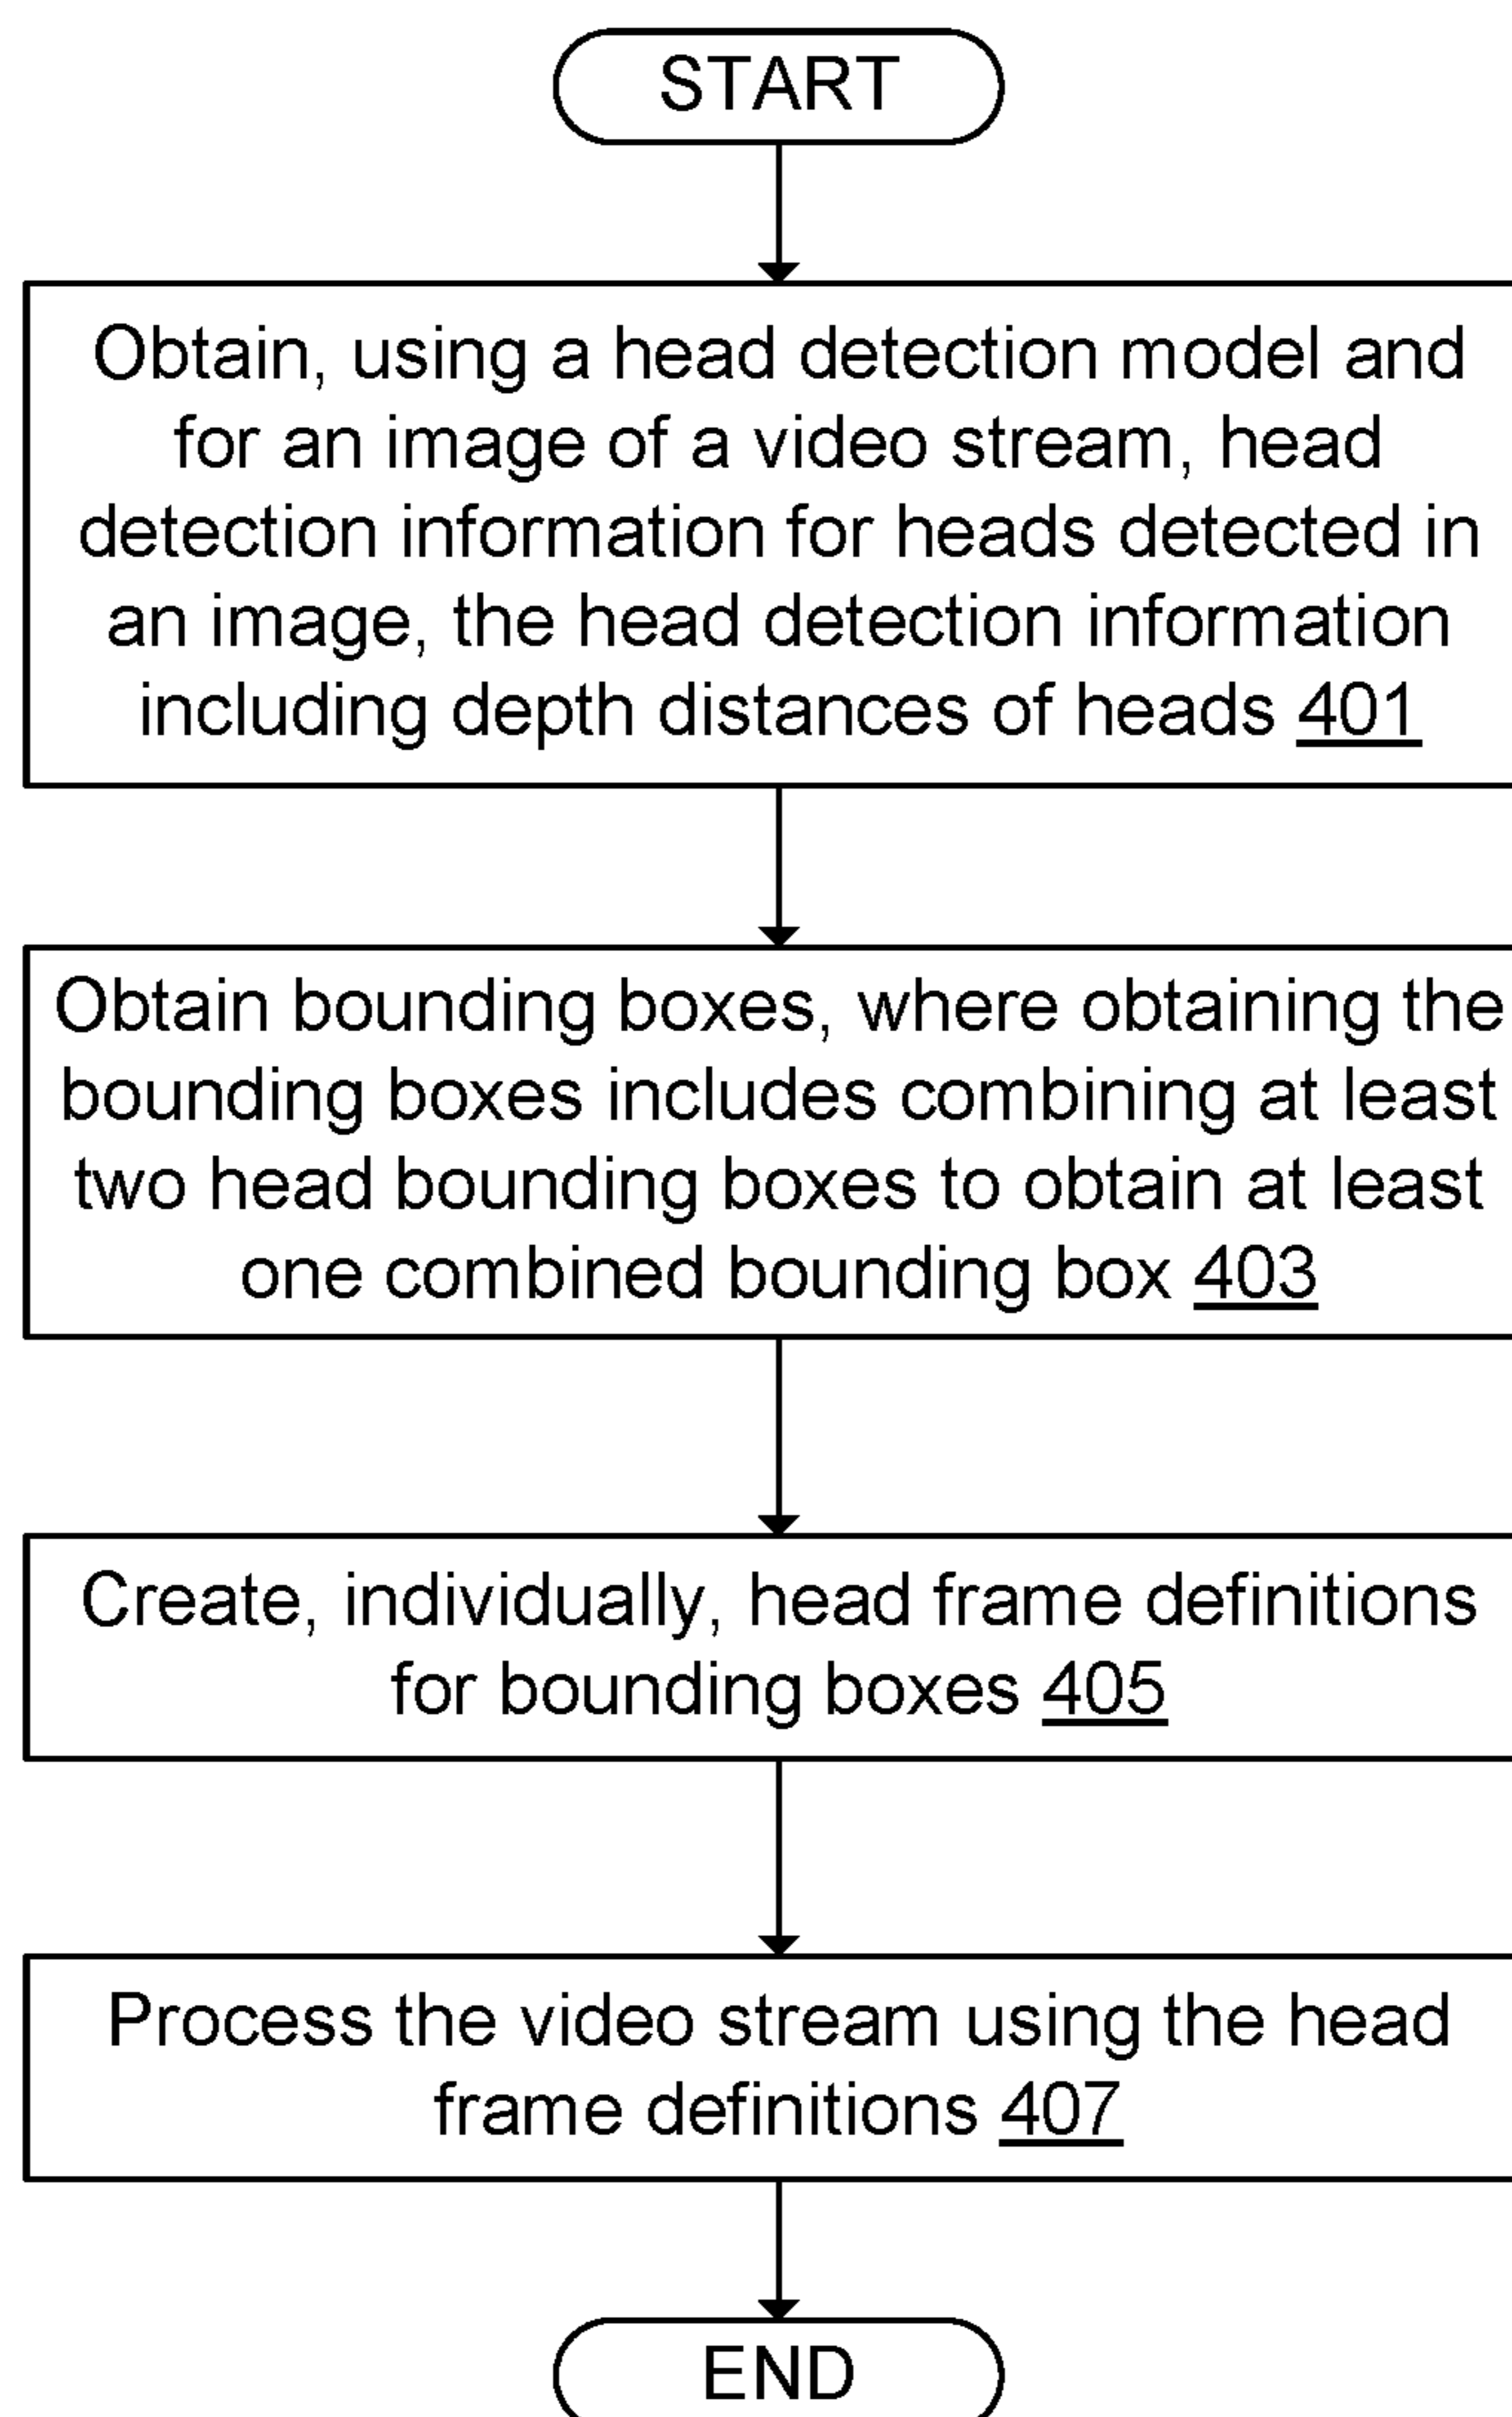 START
Obtain, using a head detection model and
for an image of a video stream, head
detection information for heads detected in
an image, the head detection information
including depth distances of heads 401
Obtain bounding boxes, where obtaining the
bounding boxes includes combining at least
two head bounding boxes to obtain at least
one combined bounding box 403
Create, individually, head frame definitions
for bounding boxes 405
Process the video stream using the head
frame definitions 407
END